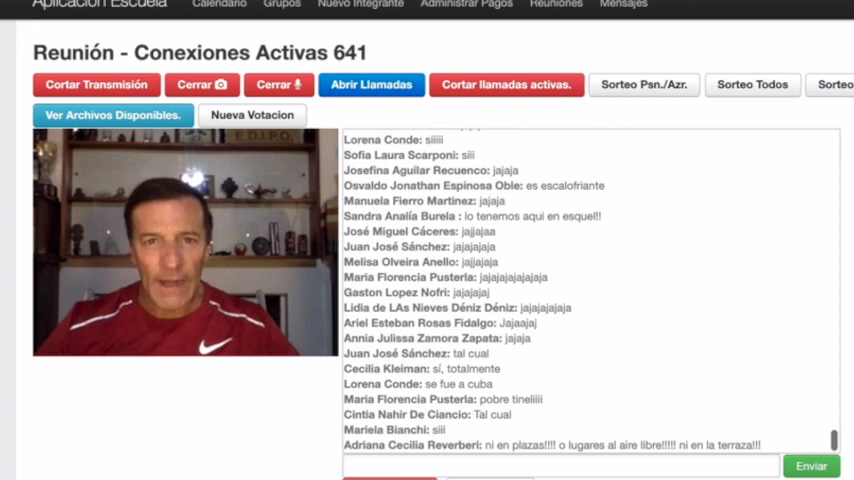 Aplicación Escuela Calendario Grupos Nuevo Integrante Administrar Pagos Reuniones Mensajes
Reunión - Conexiones Activas 641
Cortar Transmisión Cerrar Cerrar Abrir Llamadas Cortar llamadas activas. Sorteo Psn./Azr. Sorteo Todos Sorteo
Ver Archivos Disponibles. Nueva Votacion
E.D.I.P.O.
Lorena Conde: siiiii
Sofia Laura Scarponi: siii
Josefina Aguilar Recuenco: jajaja
Osvaldo Jonathan Espinosa Oble: es escalofriante
Manuela Fierro Martinez: jajaja
Sandra Analía Burela : lo tenemos aqui en esquel!!
José Miguel Cáceres: jajjajaa
Juan José Sánchez: jajajajaja
Melisa Olveira Anello: jajjajaja
Maria Florencia Pusterla: jajajajajajajaja
Gaston Lopez Nofri: jajajajaj
Lidia de LAs Nieves Déniz Déniz: jajajajajaja
Ariel Esteban Rosas Fidalgo: Jajaajaj
Annia Julissa Zamora Zapata: jajaja
Juan José Sánchez: tal cual
Cecilia Kleiman: sí, totalmente
Lorena Conde: se fue a cuba
Maria Florencia Pusterla: pobre tineliiii
Cintia Nahir De Ciancio: Tal cual
Mariela Bianchi: siii
Adriana Cecilia Reverberi: ni en plazas!!!! o lugares al aire libre!!!!! ni en la terraza!!!
Enviar